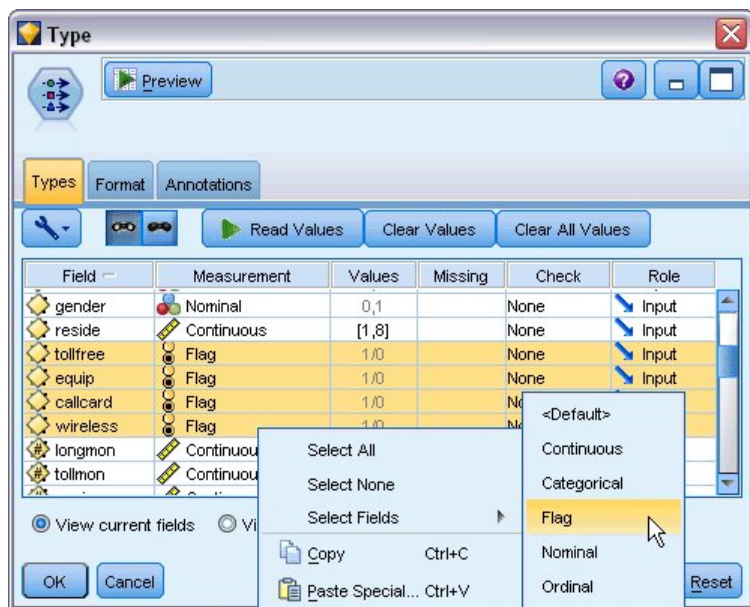 Type
Preview
Types Format Annotations
Read Values Clear Values Clear All Values
Field Measurement Values Missing Check Role
gender Nominal 0,1 None Input
reside Continuous [1,8] None Input
tollfree Flag 1/0 None Input
equip Flag 1/0 None Input
callcard Flag 1/0
wireless Flag 1/0
longmon Continuou
tollmon Continuou
Select All
Select None
Select Fields
Copy Ctrl+C
Paste Special... Ctrl+V
<Default>
Continuous
Categorical
Flag
Nominal
Ordinal
View current fields Vi
OK Cancel Reset